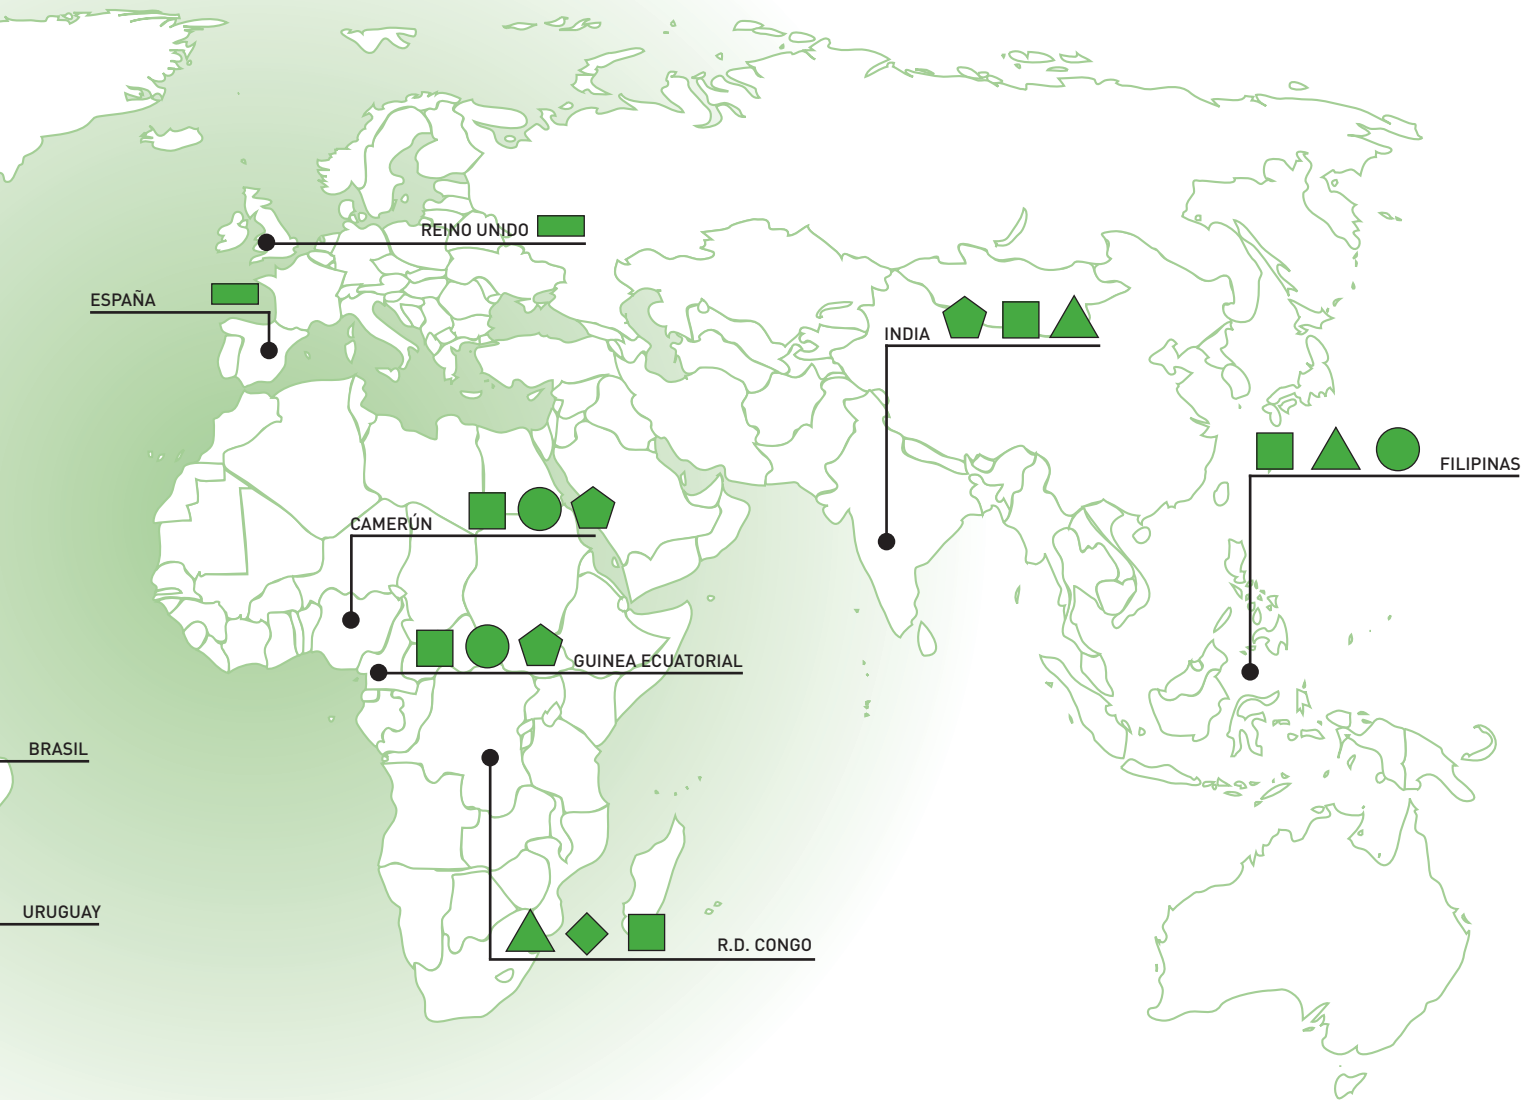 REINO UNIDO
ESPAÑA
INDIA
FILIPINAS
CAMERÚN
GUINEA ECUATORIAL
BRASIL
URUGUAY
R.D. CONGO